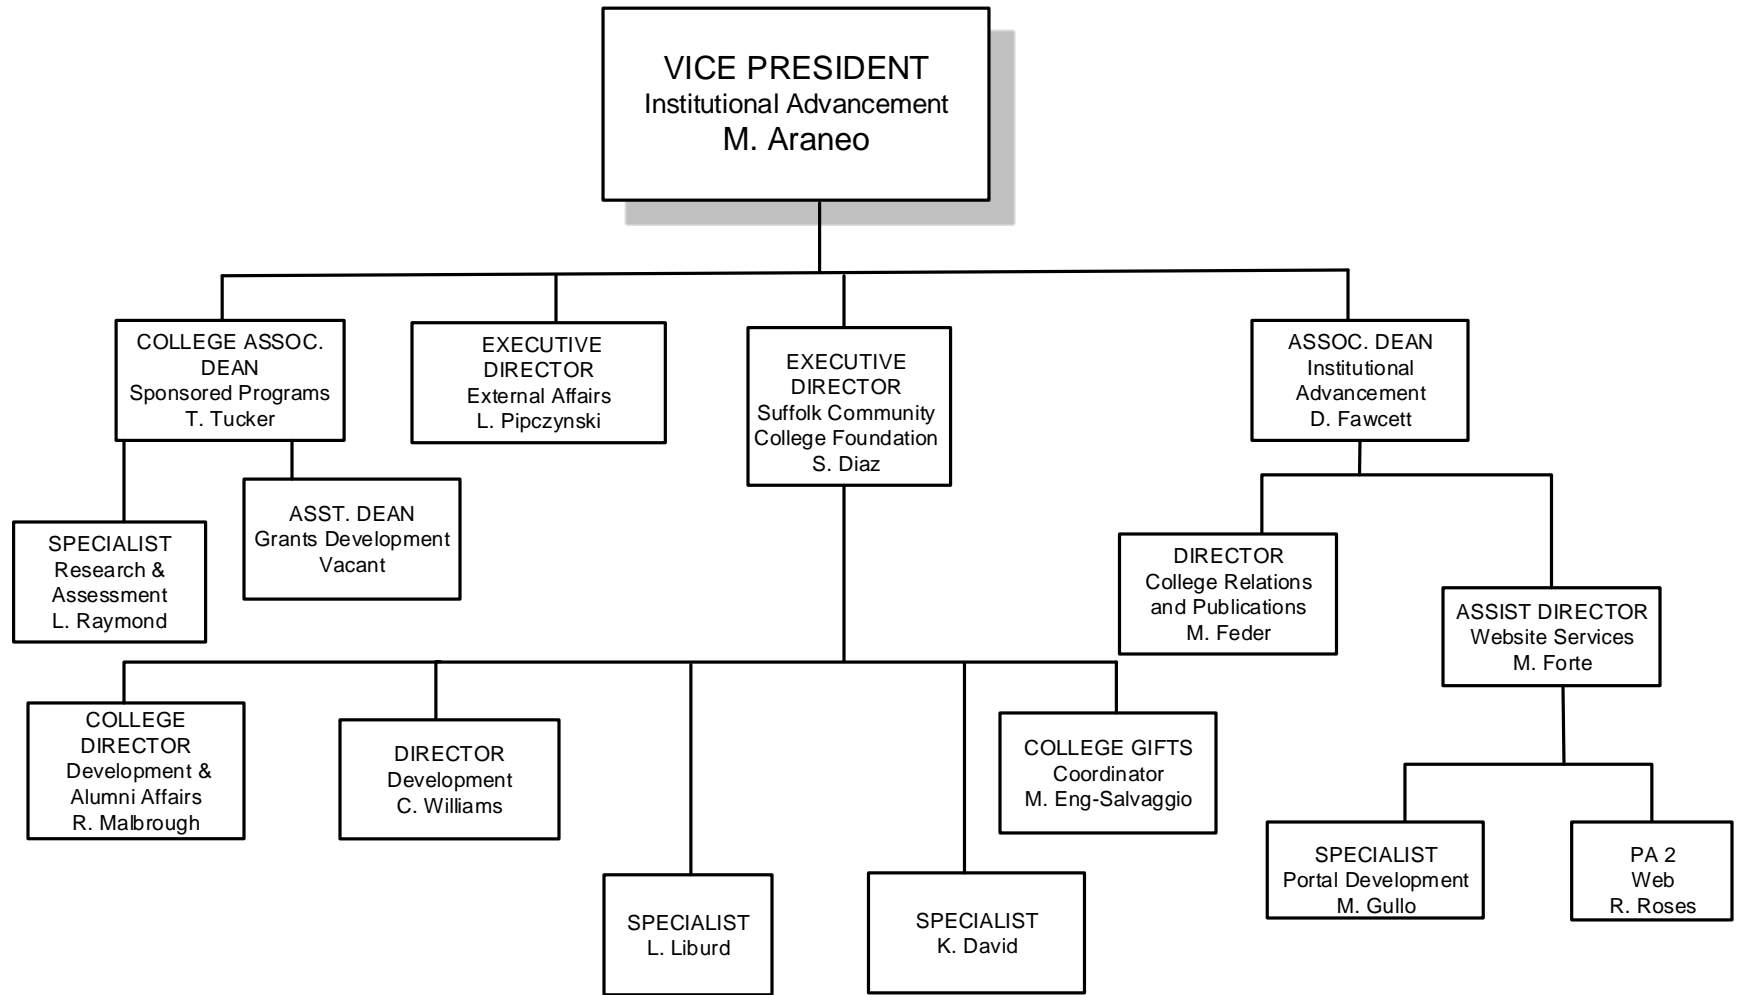 VICE PRESIDENT
Institutional Advancement
M. Araneo
COLLEGE ASSOC.
DEAN
Sponsored Programs
T. Tucker
EXECUTIVE
DIRECTOR
External Affairs
L. Pipczynski
EXECUTIVE
DIRECTOR
Suffolk Community
College Foundation
S. Diaz
ASSOC. DEAN
Institutional
Advancement
D. Fawcett
SPECIALIST
Research &
Assessment
L. Raymond
ASST. DEAN
Grants Development
Vacant
DIRECTOR
College Relations
and Publications
M. Feder
ASSIST DIRECTOR
Website Services
M. Forte
COLLEGE
DIRECTOR
Development &
Alumni Affairs
R. Malbrough
DIRECTOR
Development
C. Williams
SPECIALIST
L. Liburd
SPECIALIST
K. David
COLLEGE GIFTS
Coordinator
M. Eng-Salvaggio
SPECIALIST
Portal Development
M. Gullo
PA 2
Web
R. Roses